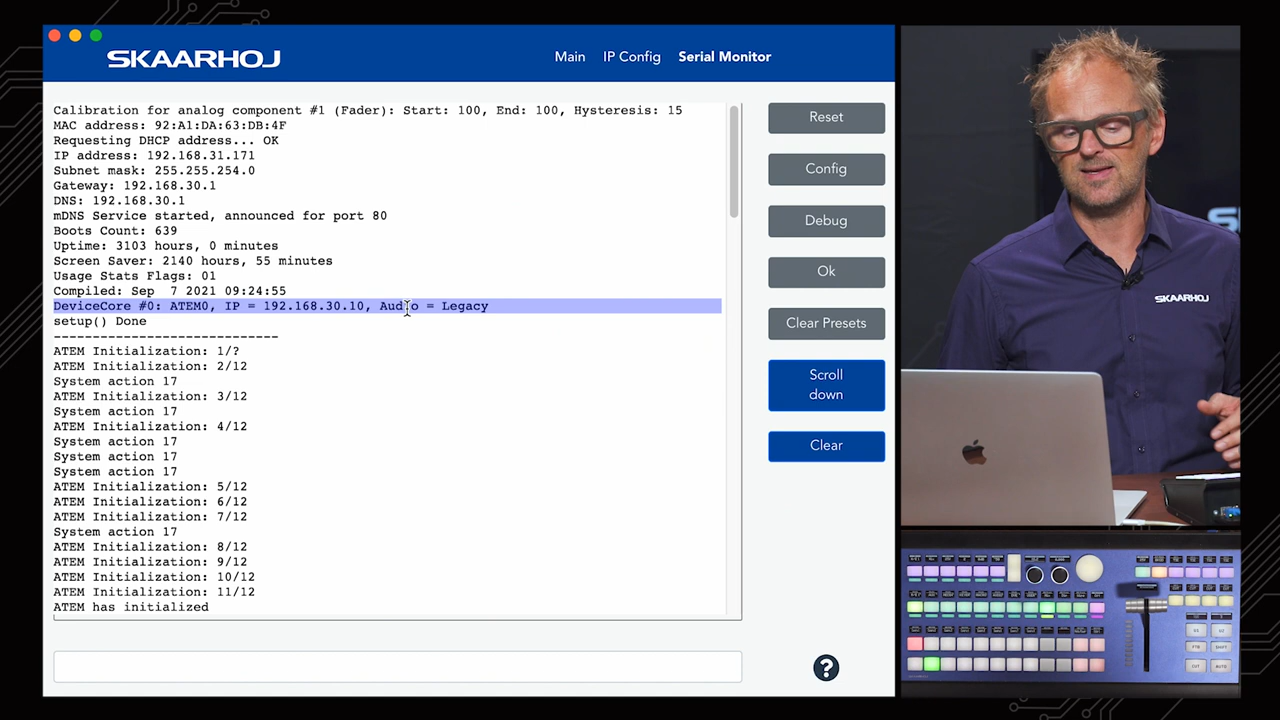 SKAARHOJ
Main IP Config Serial Monitor
Calibration for analog component #1 (Fader): Start: 100, End: 100, Hysteresis: 15
MAC address: 92:A1:DA:63:DB:4F
Requesting DHCP address... OK
IP address: 192.168.31.171
Subnet mask: 255.255.254.0
Gateway: 192.168.30.1
DNS: 192.168.30.1
mDNS Service started, announced for port 80
Boots Count: 639
Uptime: 3103 hours, 0 minutes
Screen Saver: 2140 hours, 55 minutes
Usage Stats Flags: 01
Compiled: Sep  7 2021 09:24:55
DeviceCore #0: ATEM0, IP = 192.168.30.10, Audio = Legacy
setup() Done
-----------------------------
ATEM Initialization: 1/?
ATEM Initialization: 2/12
System action 17
ATEM Initialization: 3/12
System action 17
ATEM Initialization: 4/12
System action 17
System action 17
System action 17
ATEM Initialization: 5/12
ATEM Initialization: 6/12
ATEM Initialization: 7/12
System action 17
ATEM Initialization: 8/12
ATEM Initialization: 9/12
ATEM Initialization: 10/12
ATEM Initialization: 11/12
ATEM has initialized
Reset
Config
Debug
Ok
Clear Presets
Scroll
down
Clear
?
SKAARHOJ
CUT AUTO